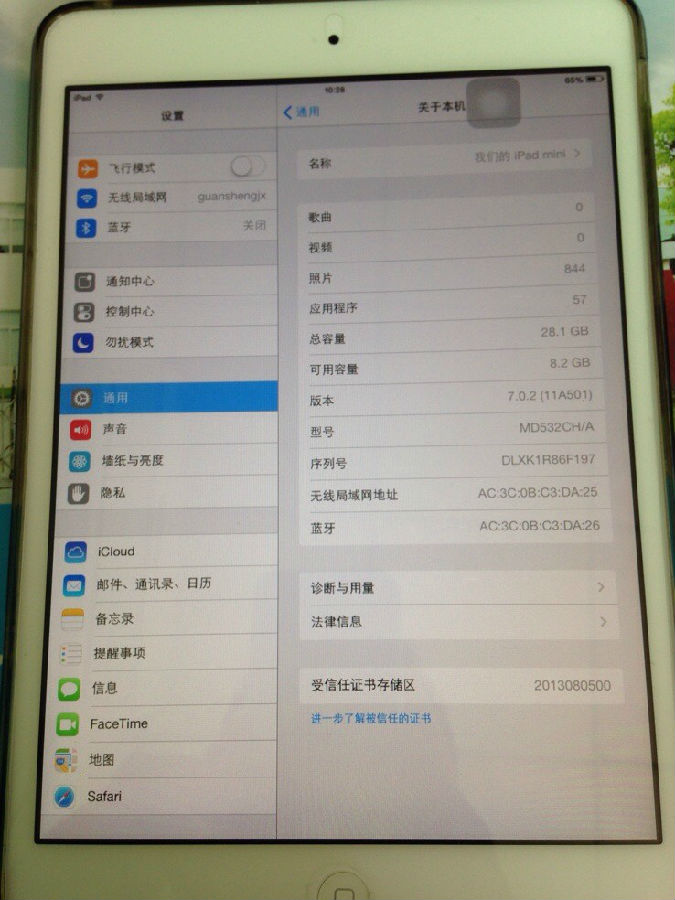 iPad
10:28
65%
设置
飞行模式
无线局域网 guanshengjx
蓝牙 关闭
通知中心
控制中心
勿扰模式
通用
声音
墙纸与亮度
隐私
iCloud
邮件、通讯录、日历
备忘录
提醒事项
信息
FaceTime
地图
Safari
通用
关于本机
名称 我们的 iPad mini
歌曲 0
视频 0
照片 844
应用程序 57
总容量 28.1 GB
可用容量 8.2 GB
版本 7.0.2 (11A501)
型号 MD532CH/A
序列号 DLXK1R86F197
无线局域网地址 AC:3C:0B:C3:DA:25
蓝牙 AC:3C:0B:C3:DA:26
诊断与用量
法律信息
受信任证书存储区 2013080500
进一步了解被信任的证书